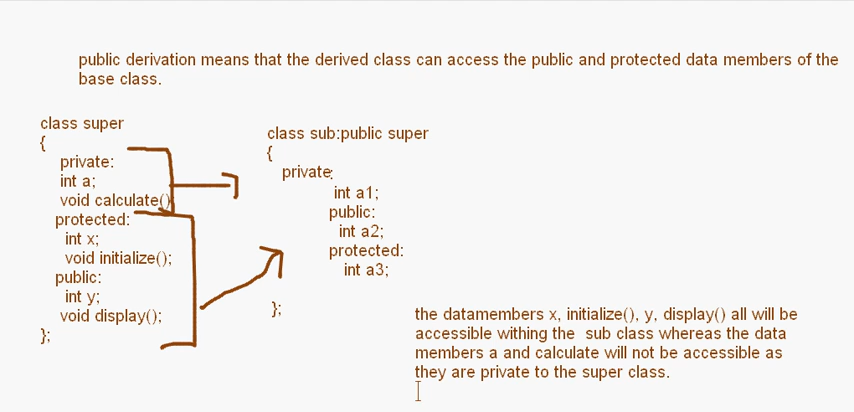 public derivation means that the derived class can access the public and protected data members of the
base class.
class super
{
private:
int a;
void calculate()
protected:
int x;
void initialize();
public:
int y;
void display();
};
class sub:public super
{
private:
int a1;
public:
int a2;
protected:
int a3;
};
the datamembers x, initialize(), y, display() all will be
accessible withing the sub class whereas the data
members a and calculate will not be accessible as
they are private to the super class.